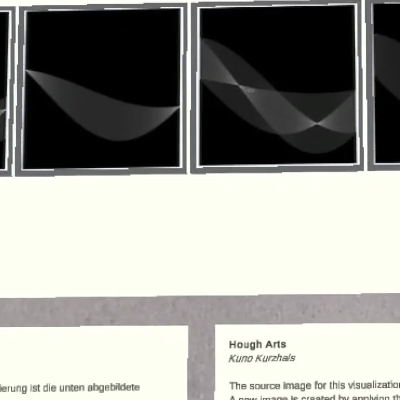 Hough Arts
Kuno Kurzhals
ierung ist die unten abgebildete
The source image for this visualizatio
A new image is created by applying th